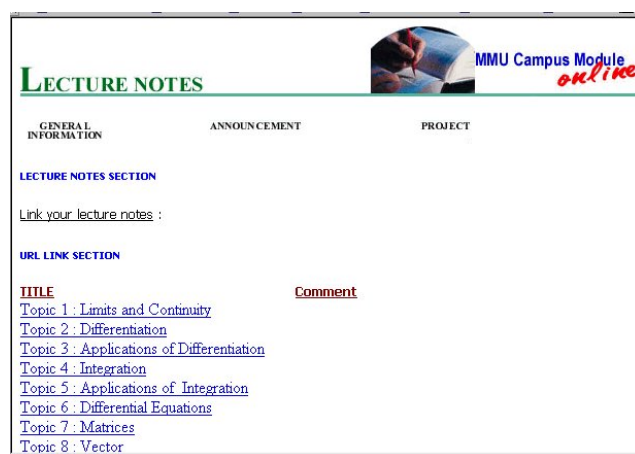 LECTURE NOTES
MMU Campus Module
online
GENERAL INFORMATION
ANNOUNCEMENT
PROJECT
LECTURE NOTES SECTION
Link your lecture notes :
URL LINK SECTION
TITLE Comment
Topic 1 : Limits and Continuity
Topic 2 : Differentiation
Topic 3 : Applications of Differentiation
Topic 4 : Integration
Topic 5 : Applications of Integration
Topic 6 : Differential Equations
Topic 7 : Matrices
Topic 8 : Vector